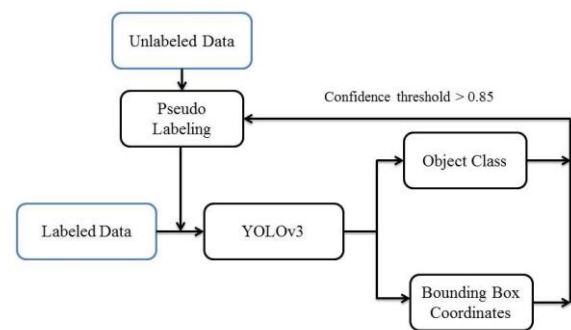 Unlabeled Data
Confidence threshold > 0.85
Pseudo
Labeling
Object Class
Labeled Data
YOLOv3
Bounding Box
Coordinates